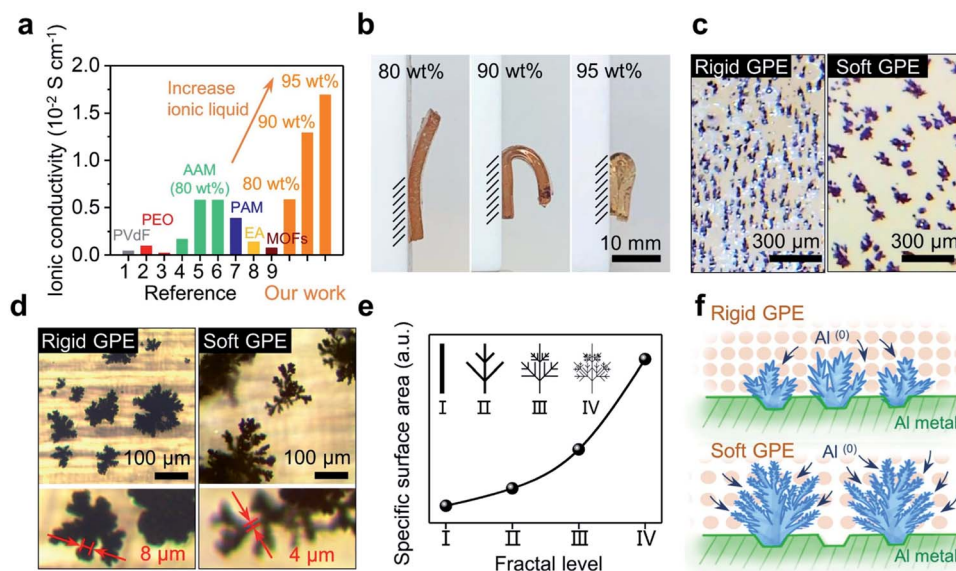 a
Ionic conductivity (10⁻² S cm⁻¹)
2.0
1.5
1.0
0.5
0.0
Increase
ionic liquid
95 wt%
90 wt%
80 wt%
AAM
(80 wt%)
PVdF
PEO
PAM
EA
MOFs
1 2 3 4 5 6 7 8 9
Reference
Our work
b
80 wt%
90 wt%
95 wt%
10 mm
c
Rigid GPE
Soft GPE
300 µm
300 µm
d
Rigid GPE
Soft GPE
100 µm
100 µm
8 µm
4 µm
e
Specific surface area (a.u.)
I II III IV
I II III IV
Fractal level
f
Rigid GPE
Al (0)
Al metal
Soft GPE
Al (0)
Al metal